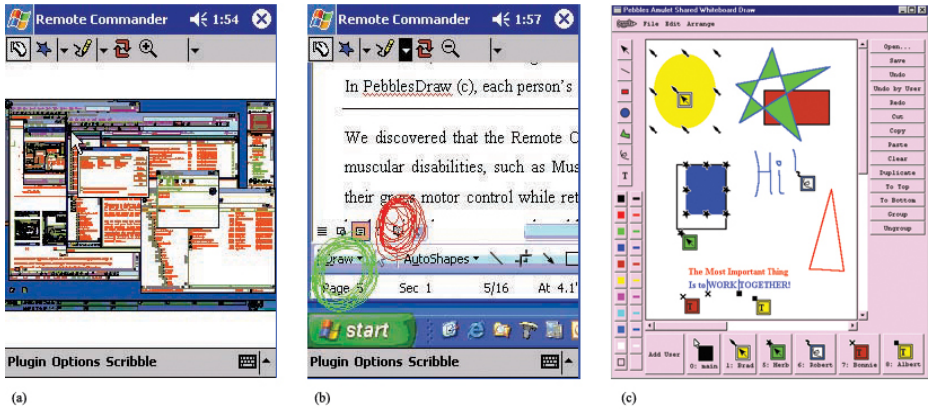 Remote Commander 1:54
Plugin Options Scribble
(a)
Remote Commander 1:57
In PebblesDraw (c), each person's
We discovered that the Remote C
muscular disabilities, such as Mus
their gross motor control while ret
Draw AutoShapes
Page 5 Sec 1 5/16 At 4.1"
start
Plugin Options Scribble
(b)
Pebbles Amulet Shared Whiteboard Draw
File Edit Arrange
Open...
Save
Undo
Undo by User
Redo
Cut
Copy
Paste
Clear
Duplicate
To Top
To Bottom
Group
Ungroup
T
Hi!
The Most Important Thing
Is to WORK TOGETHER!
T T
Add User
0: main
1: Brad
5: Herb
6: Robert
7: Bonnie
8: Albert
(c)